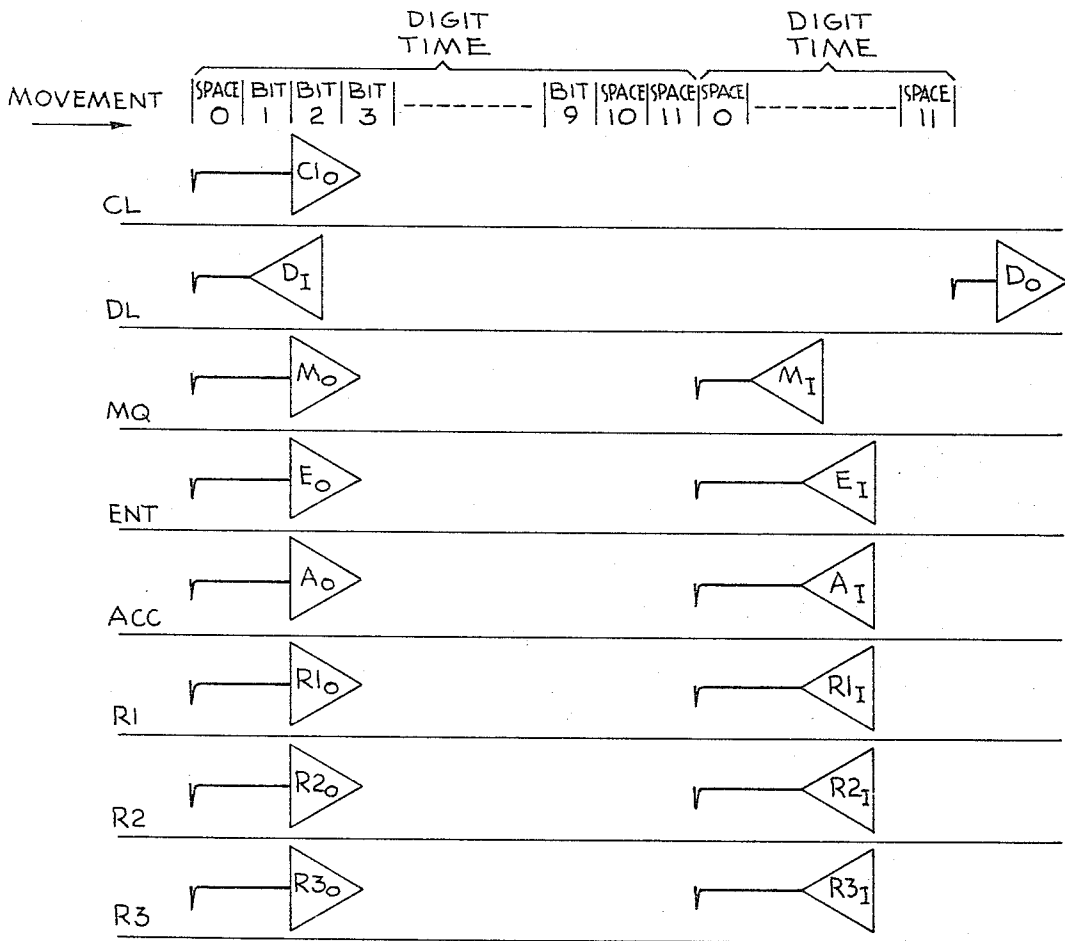 DIGIT TIME DIGIT TIME
MOVEMENT SPACE 0 BIT 1 BIT 2 BIT 3 BIT 9 SPACE 10 SPACE 11 SPACE 0 SPACE 11
CL C1O
DL DI DO
MQ MO MI
ENT EO EI
ACC AO AI
R1 R1O R1I
R2 R2O R2I
R3 R3O R3I